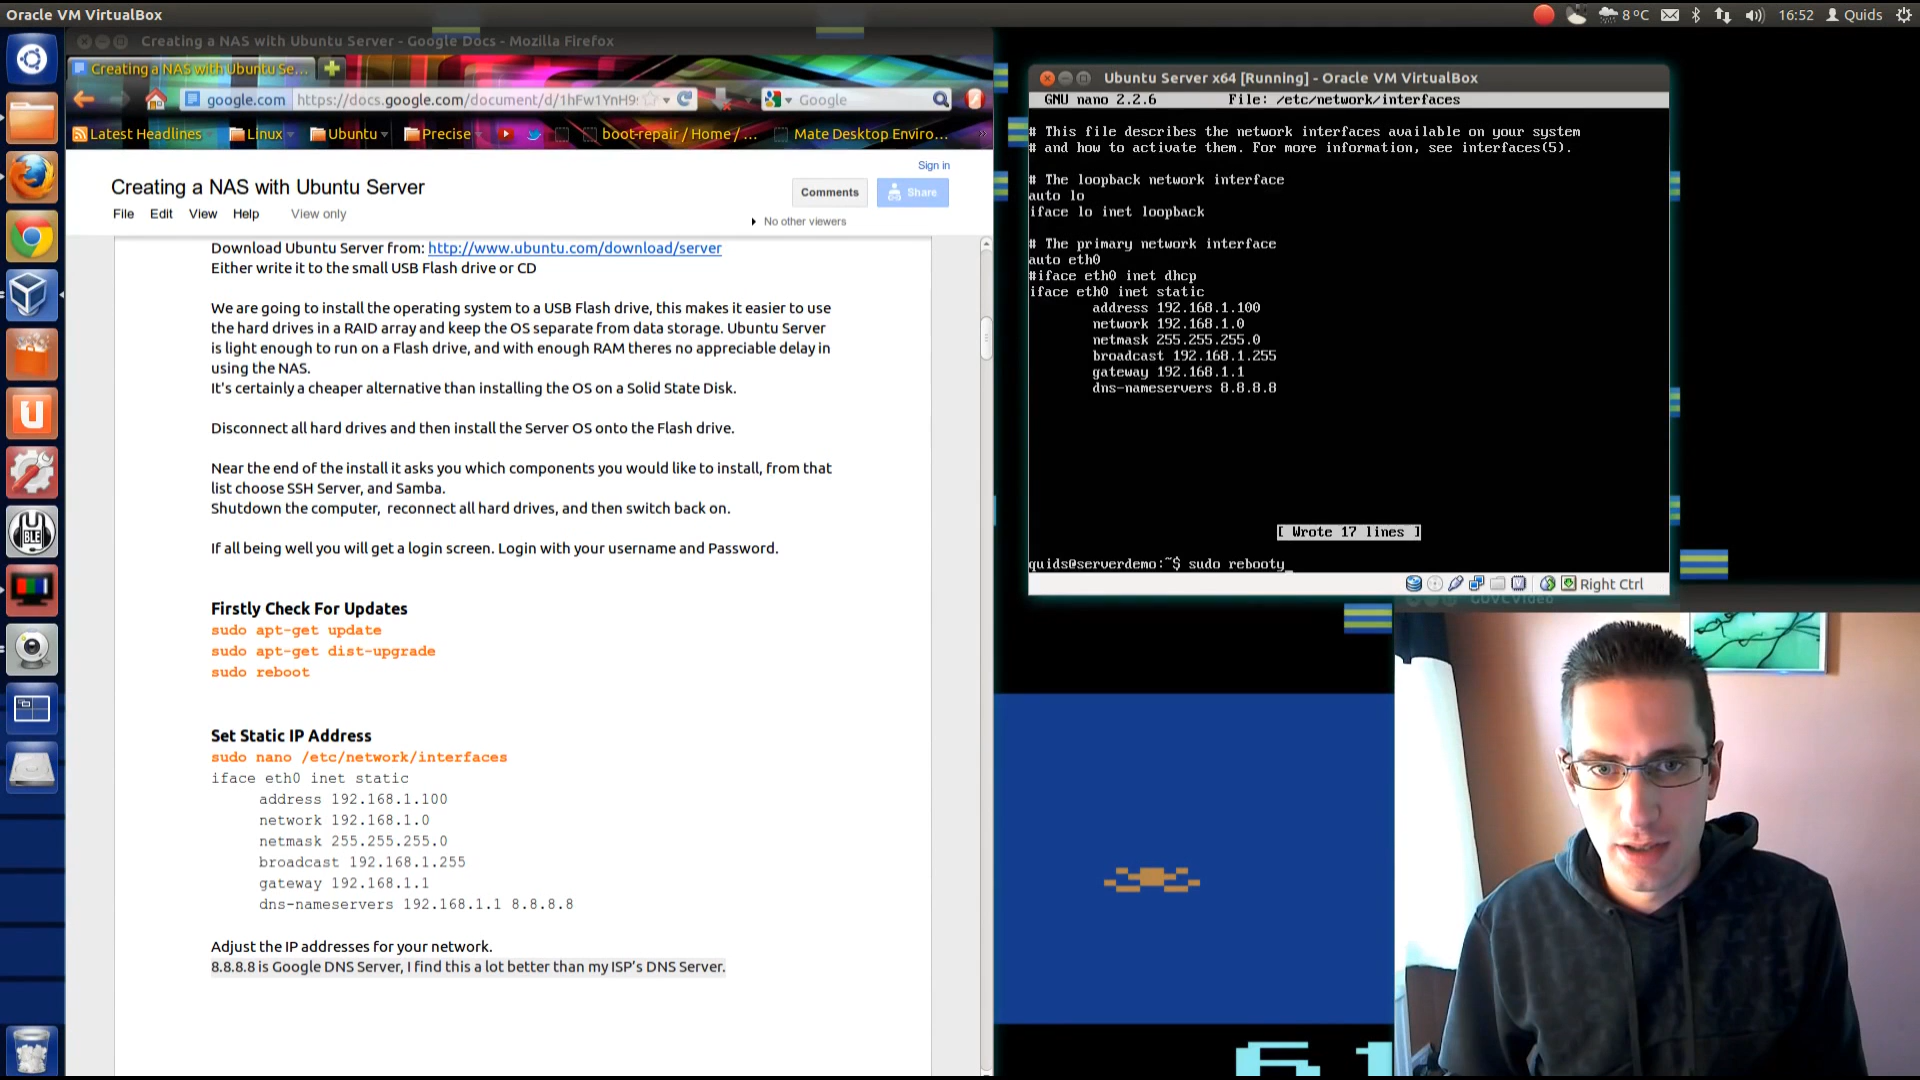 Oracle VM VirtualBox
8 °C
16:52
Quids
Creating a NAS with Ubuntu Server - Google Docs - Mozilla Firefox
Creating a NAS with Ubuntu Se...
google.com
https://docs.google.com/document/d/1hFw1YnH9
Google
Latest Headlines
Linux
Ubuntu
Precise
boot-repair / Home / ...
Mate Desktop Enviro...
Creating a NAS with Ubuntu Server
Sign in
Comments
Share
File Edit View Help View only
No other viewers
Download Ubuntu Server from: http://www.ubuntu.com/download/server
Either write it to the small USB Flash drive or CD
We are going to install the operating system to a USB Flash drive, this makes it easier to use
the hard drives in a RAID array and keep the OS separate from data storage. Ubuntu Server
is light enough to run on a Flash drive, and with enough RAM theres no appreciable delay in
using the NAS.
It's certainly a cheaper alternative than installing the OS on a Solid State Disk.
Disconnect all hard drives and then install the Server OS onto the Flash drive.
Near the end of the install it asks you which components you would like to install, from that
list choose SSH Server, and Samba.
Shutdown the computer, reconnect all hard drives, and then switch back on.
If all being well you will get a login screen. Login with your username and Password.
Firstly Check For Updates
sudo apt-get update
sudo apt-get dist-upgrade
sudo reboot
Set Static IP Address
sudo nano /etc/network/interfaces
iface eth0 inet static
address 192.168.1.100
network 192.168.1.0
netmask 255.255.255.0
broadcast 192.168.1.255
gateway 192.168.1.1
dns-nameservers 192.168.1.1 8.8.8.8
Adjust the IP addresses for your network.
8.8.8.8 is Google DNS Server, I find this a lot better than my ISP's DNS Server.
Ubuntu Server x64 [Running] - Oracle VM VirtualBox
GNU nano 2.2.6 File: /etc/network/interfaces
# This file describes the network interfaces available on your system
# and how to activate them. For more information, see interfaces(5).
# The loopback network interface
auto lo
iface lo inet loopback
# The primary network interface
auto eth0
#iface eth0 inet dhcp
iface eth0 inet static
address 192.168.1.100
network 192.168.1.0
netmask 255.255.255.0
broadcast 192.168.1.255
gateway 192.168.1.1
dns-nameservers 8.8.8.8
[ Wrote 17 lines ]
quids@serverdemo:~$ sudo rebooty_
Right Ctrl